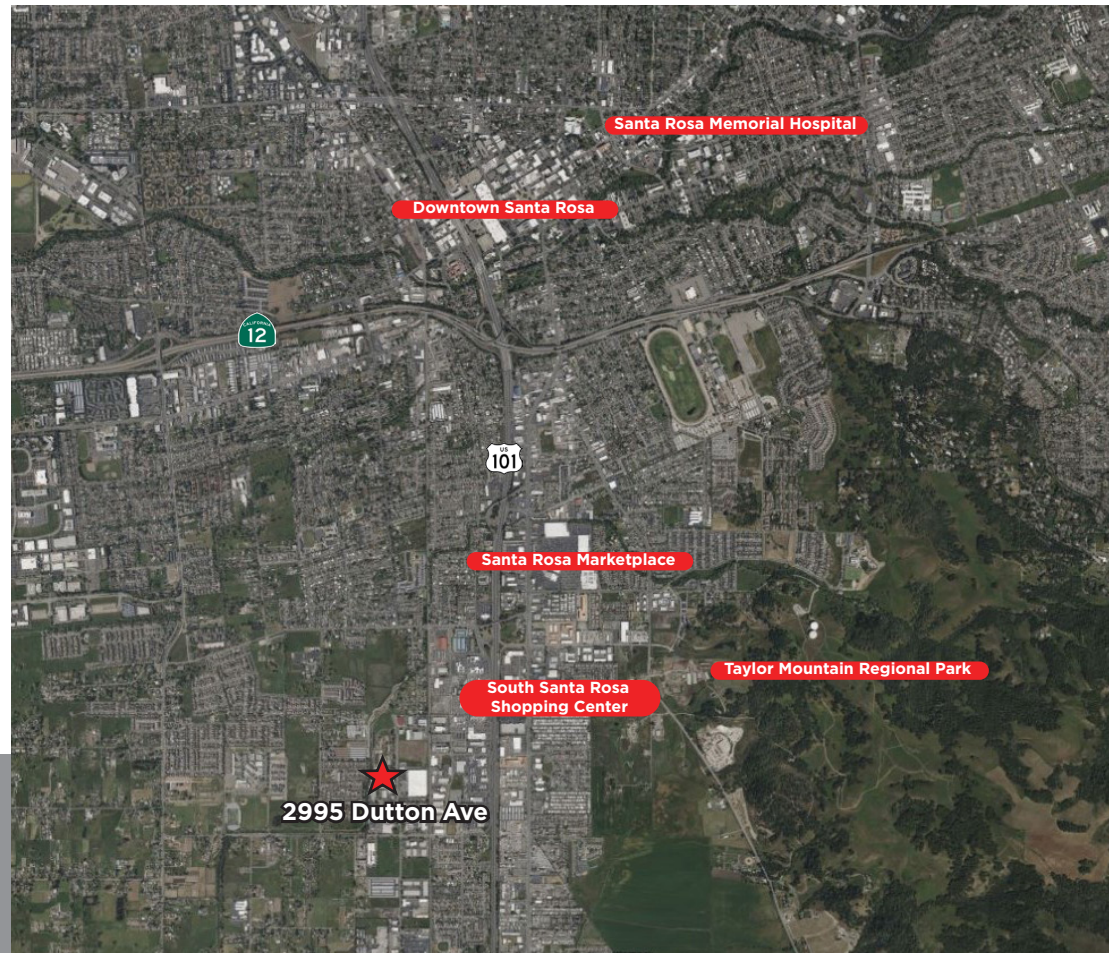 Santa Rosa Memorial Hospital
Downtown Santa Rosa
CALIFORNIA
12
US
101
Santa Rosa Marketplace
Taylor Mountain Regional Park
South Santa Rosa
Shopping Center
2995 Dutton Ave